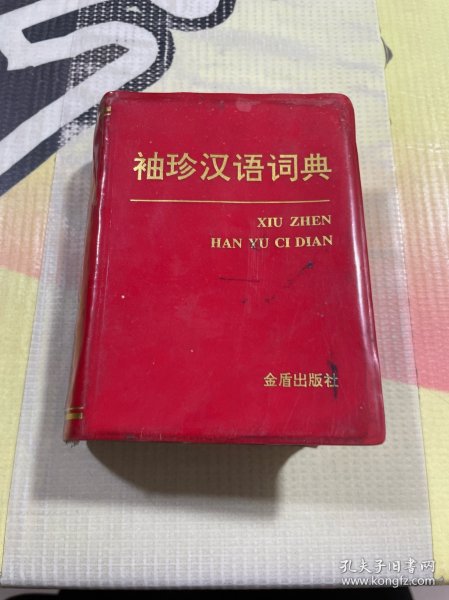 袖珍汉语词典
XIU ZHEN
HAN YU CI DIAN
金盾出版社
孔夫子旧书网
www.kongfz.com